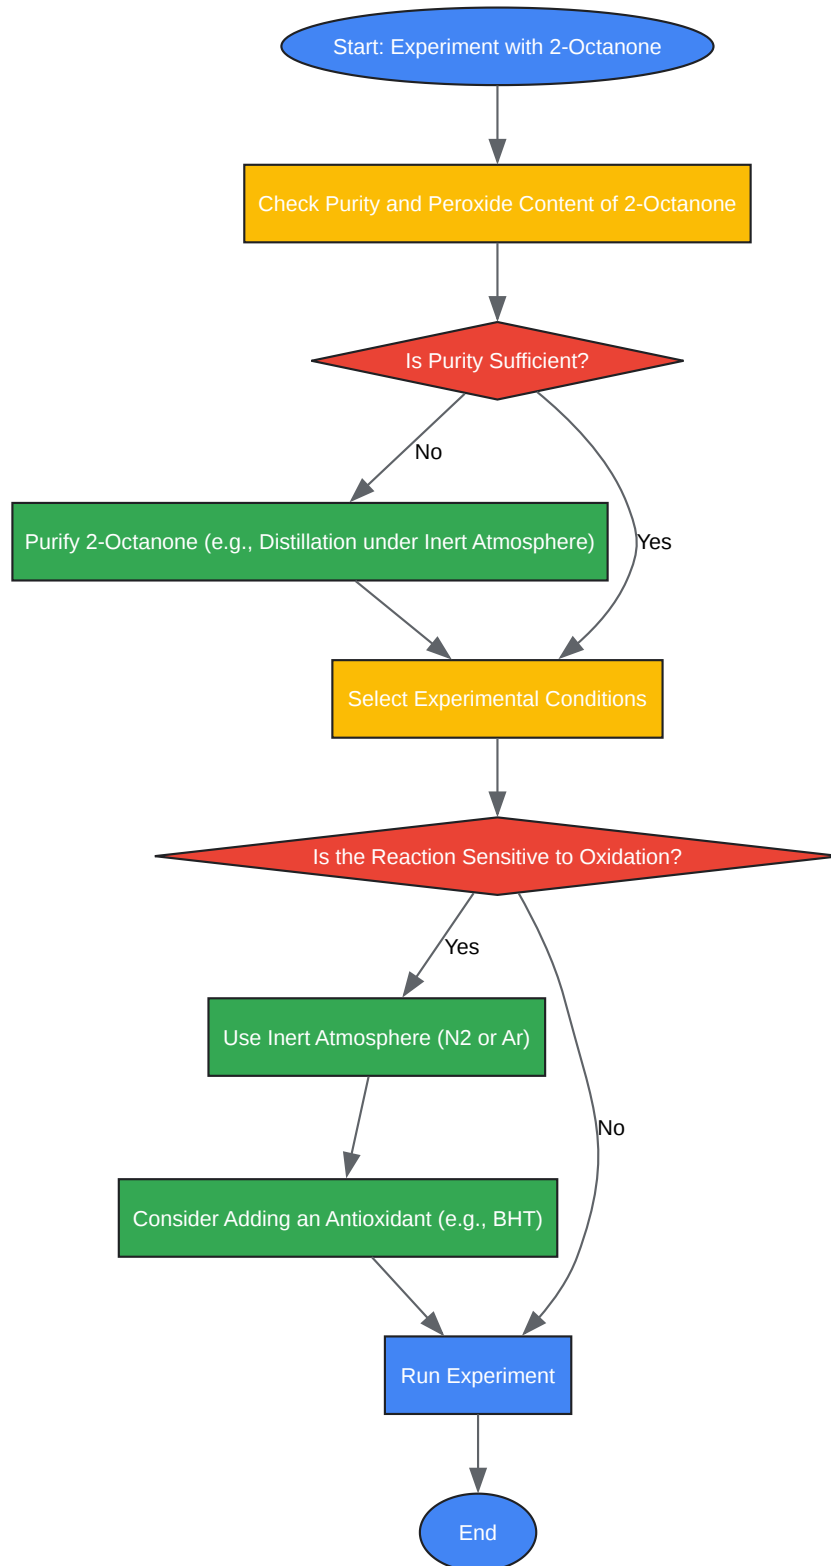 Start: Experiment with 2-Octanone
Check Purity and Peroxide Content of 2-Octanone
Is Purity Sufficient?
No
Purify 2-Octanone (e.g., Distillation under Inert Atmosphere)
Yes
Select Experimental Conditions
Is the Reaction Sensitive to Oxidation?
Yes
Use Inert Atmosphere (N2 or Ar)
No
Consider Adding an Antioxidant (e.g., BHT)
Run Experiment
End